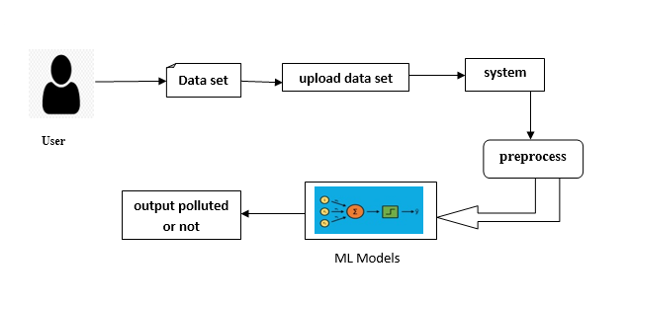 User
Data set
upload data set
system
preprocess
Σ
ML Models
output polluted
or not